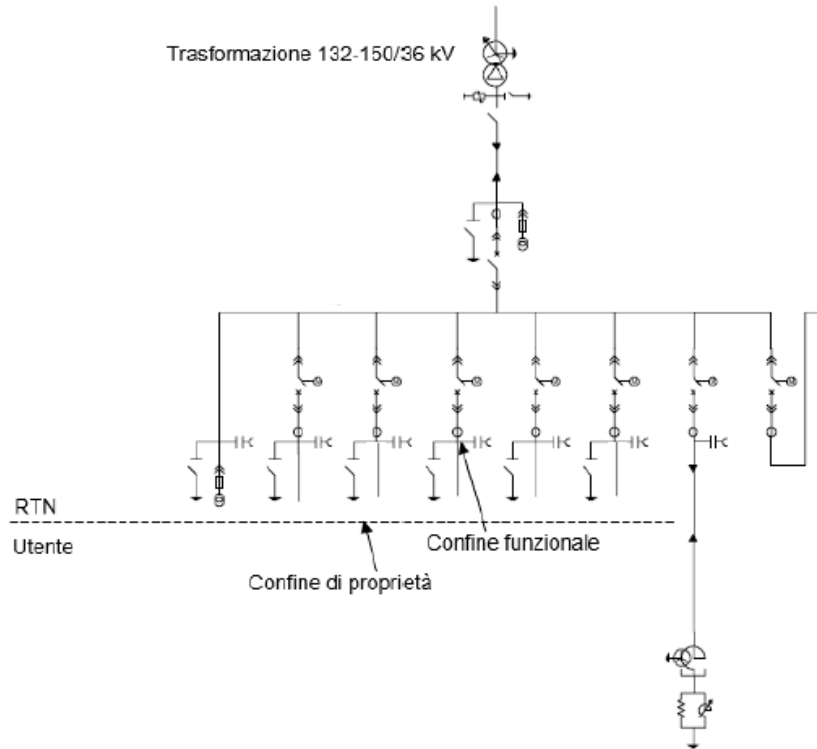 Trasformazione 132-150/36 kV
RTN
Utente
Confine funzionale
Confine di proprietà